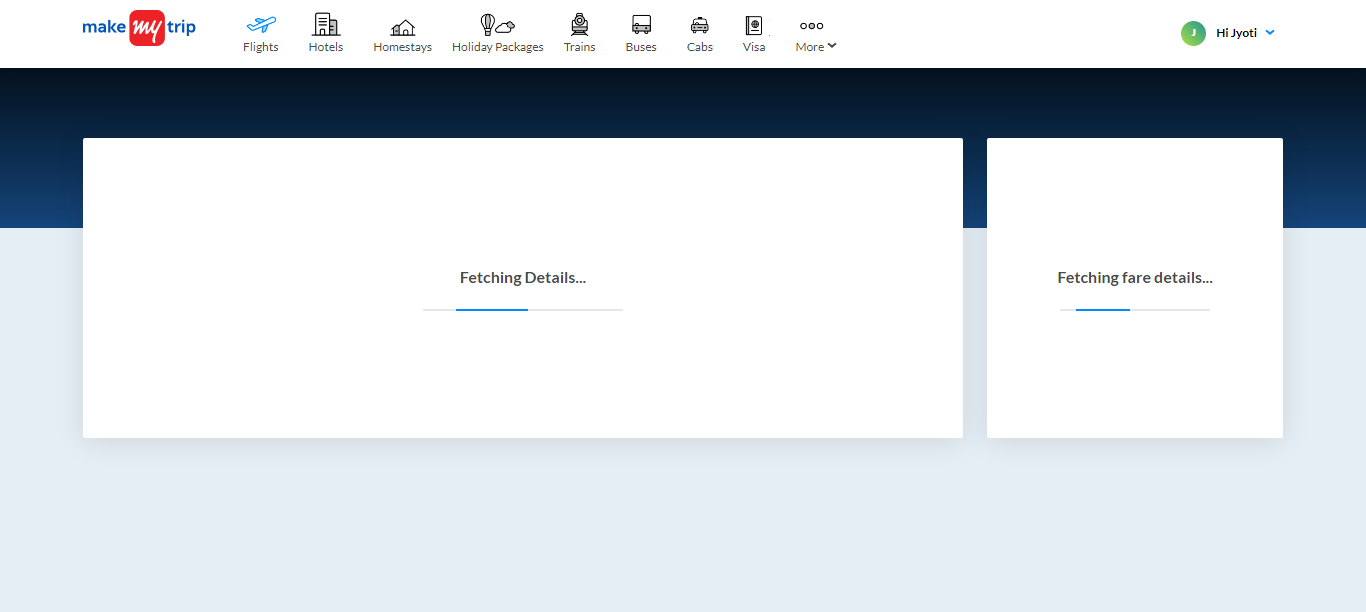 make my trip
Flights Hotels Homestays Holiday Packages Trains Buses Cabs Visa More
J Hi Jyoti
Fetching Details...
Fetching fare details...